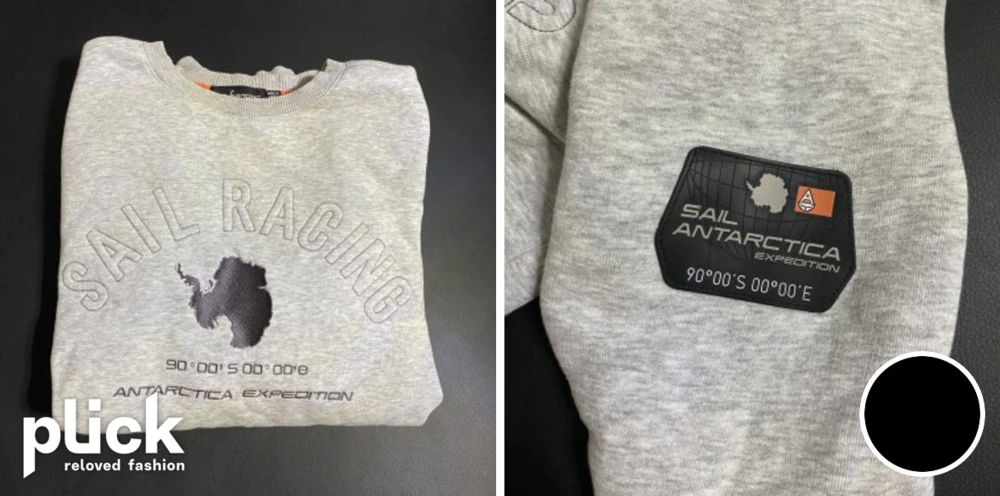 SAIL RACING
90°00'S 00°00'e
ANTARCTICA EXPEDITION
plick
reloved fashion
SAIL
ANTARCTICA
EXPEDITION
90°00'S 00°00'E